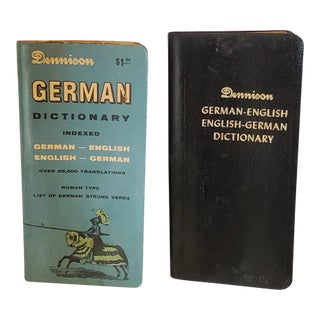 Dennison
$1.00
GERMAN
DICTIONARY
INDEXED
GERMAN — ENGLISH
ENGLISH — GERMAN
OVER 25,000 TRANSLATIONS
ROMAN TYPE
LIST OF GERMAN STRONG VERBS
Dennison
GERMAN-ENGLISH
ENGLISH-GERMAN
DICTIONARY